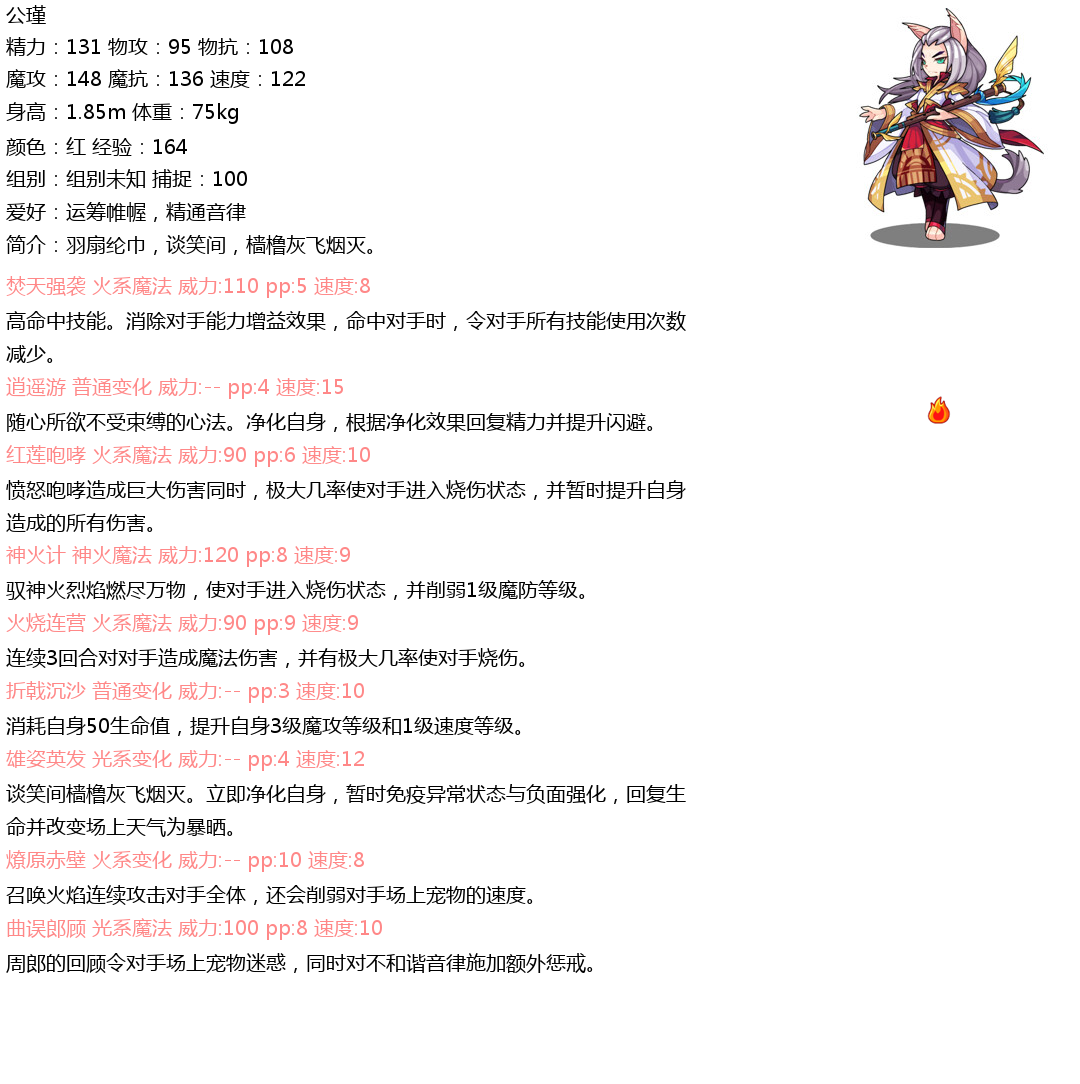 公瑾
精力：131 物攻：95 物抗：108
魔攻：148 魔抗：136 速度：122
身高：1.85m 体重：75kg
颜色：红 经验：164
组别：组别未知 捕捉：100
爱好：运筹帷幄，精通音律
简介：羽扇纶巾，谈笑间，樯橹灰飞烟灭。
焚天强袭 火系魔法 威力:110 pp:5 速度:8
高命中技能。消除对手能力增益效果，命中对手时，令对手所有技能使用次数
减少。
逍遥游 普通变化 威力:-- pp:4 速度:15
随心所欲不受束缚的心法。净化自身，根据净化效果回复精力并提升闪避。
红莲咆哮 火系魔法 威力:90 pp:6 速度:10
愤怒咆哮造成巨大伤害同时，极大几率使对手进入烧伤状态，并暂时提升自身
造成的所有伤害。
神火计 神火魔法 威力:120 pp:8 速度:9
驭神火烈焰燃尽万物，使对手进入烧伤状态，并削弱1级魔防等级。
火烧连营 火系魔法 威力:90 pp:9 速度:9
连续3回合对对手造成魔法伤害，并有极大几率使对手烧伤。
折戟沉沙 普通变化 威力:-- pp:3 速度:10
消耗自身50生命值，提升自身3级魔攻等级和1级速度等级。
雄姿英发 光系变化 威力:-- pp:4 速度:12
谈笑间樯橹灰飞烟灭。立即净化自身，暂时免疫异常状态与负面强化，回复生
命并改变场上天气为暴晒。
燎原赤壁 火系变化 威力:-- pp:10 速度:8
召唤火焰连续攻击对手全体，还会削弱对手场上宠物的速度。
曲误郎顾 光系魔法 威力:100 pp:8 速度:10
周郎的回顾令对手场上宠物迷惑，同时对不和谐音律施加额外惩戒。